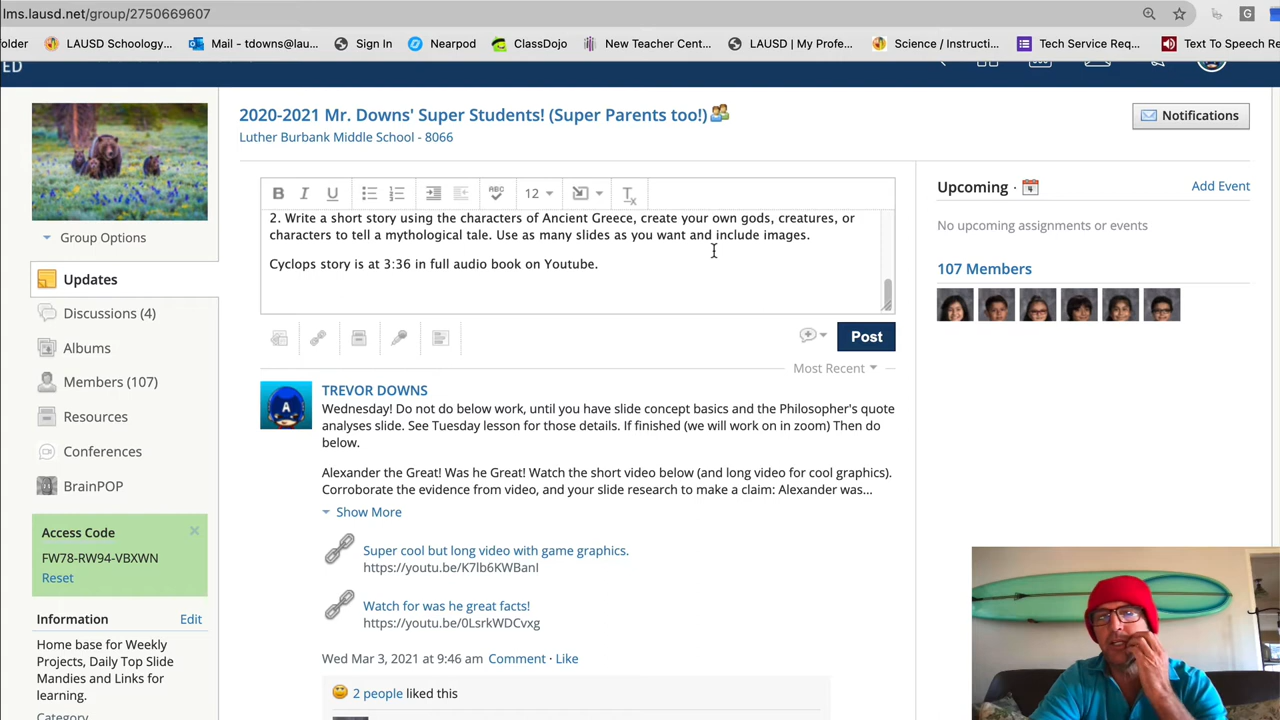 lms.lausd.net/group/2750669607
older
LAUSD Schoology...
Mail - tdowns@lau...
Sign In
Nearpod
ClassDojo
New Teacher Cent...
LAUSD | My Profe...
Science / Instructi...
Tech Service Req...
Text To Speech Re
ED
2020-2021 Mr. Downs' Super Students! (Super Parents too!)
Luther Burbank Middle School - 8066
Notifications
Group Options
Updates
Discussions (4)
Albums
Members (107)
Resources
Conferences
BrainPOP
Access Code
FW78-RW94-VBXWN
Reset
Information
Edit
Home base for Weekly
Projects, Daily Top Slide
Mandies and Links for
learning.
Category
B I U
ABC
12
2. Write a short story using the characters of Ancient Greece, create your own gods, creatures, or
characters to tell a mythological tale. Use as many slides as you want and include images.
Cyclops story is at 3:36 in full audio book on Youtube.
Post
Most Recent
TREVOR DOWNS
Wednesday! Do not do below work, until you have slide concept basics and the Philosopher's quote
analyses slide. See Tuesday lesson for those details. If finished (we will work on in zoom) Then do
below.
Alexander the Great! Was he Great! Watch the short video below (and long video for cool graphics).
Corroborate the evidence from video, and your slide research to make a claim: Alexander was...
Show More
Super cool but long video with game graphics.
https://youtu.be/K7lb6KWBanI
Watch for was he great facts!
https://youtu.be/0LsrkWDCvxg
Wed Mar 3, 2021 at 9:46 am Comment · Like
2 people liked this
Upcoming ·
Add Event
No upcoming assignments or events
107 Members